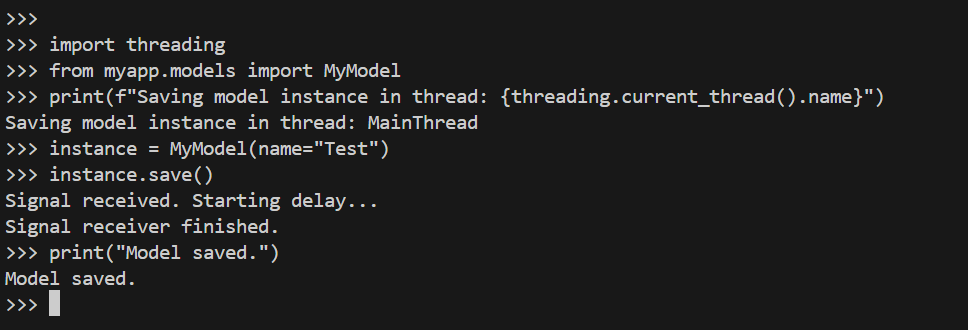 >>>
>>> import threading
>>> from myapp.models import MyModel
>>> print(f"Saving model instance in thread: {threading.current_thread().name}")
Saving model instance in thread: MainThread
>>> instance = MyModel(name="Test")
>>> instance.save()
Signal received. Starting delay...
Signal receiver finished.
>>> print("Model saved.")
Model saved.
>>>